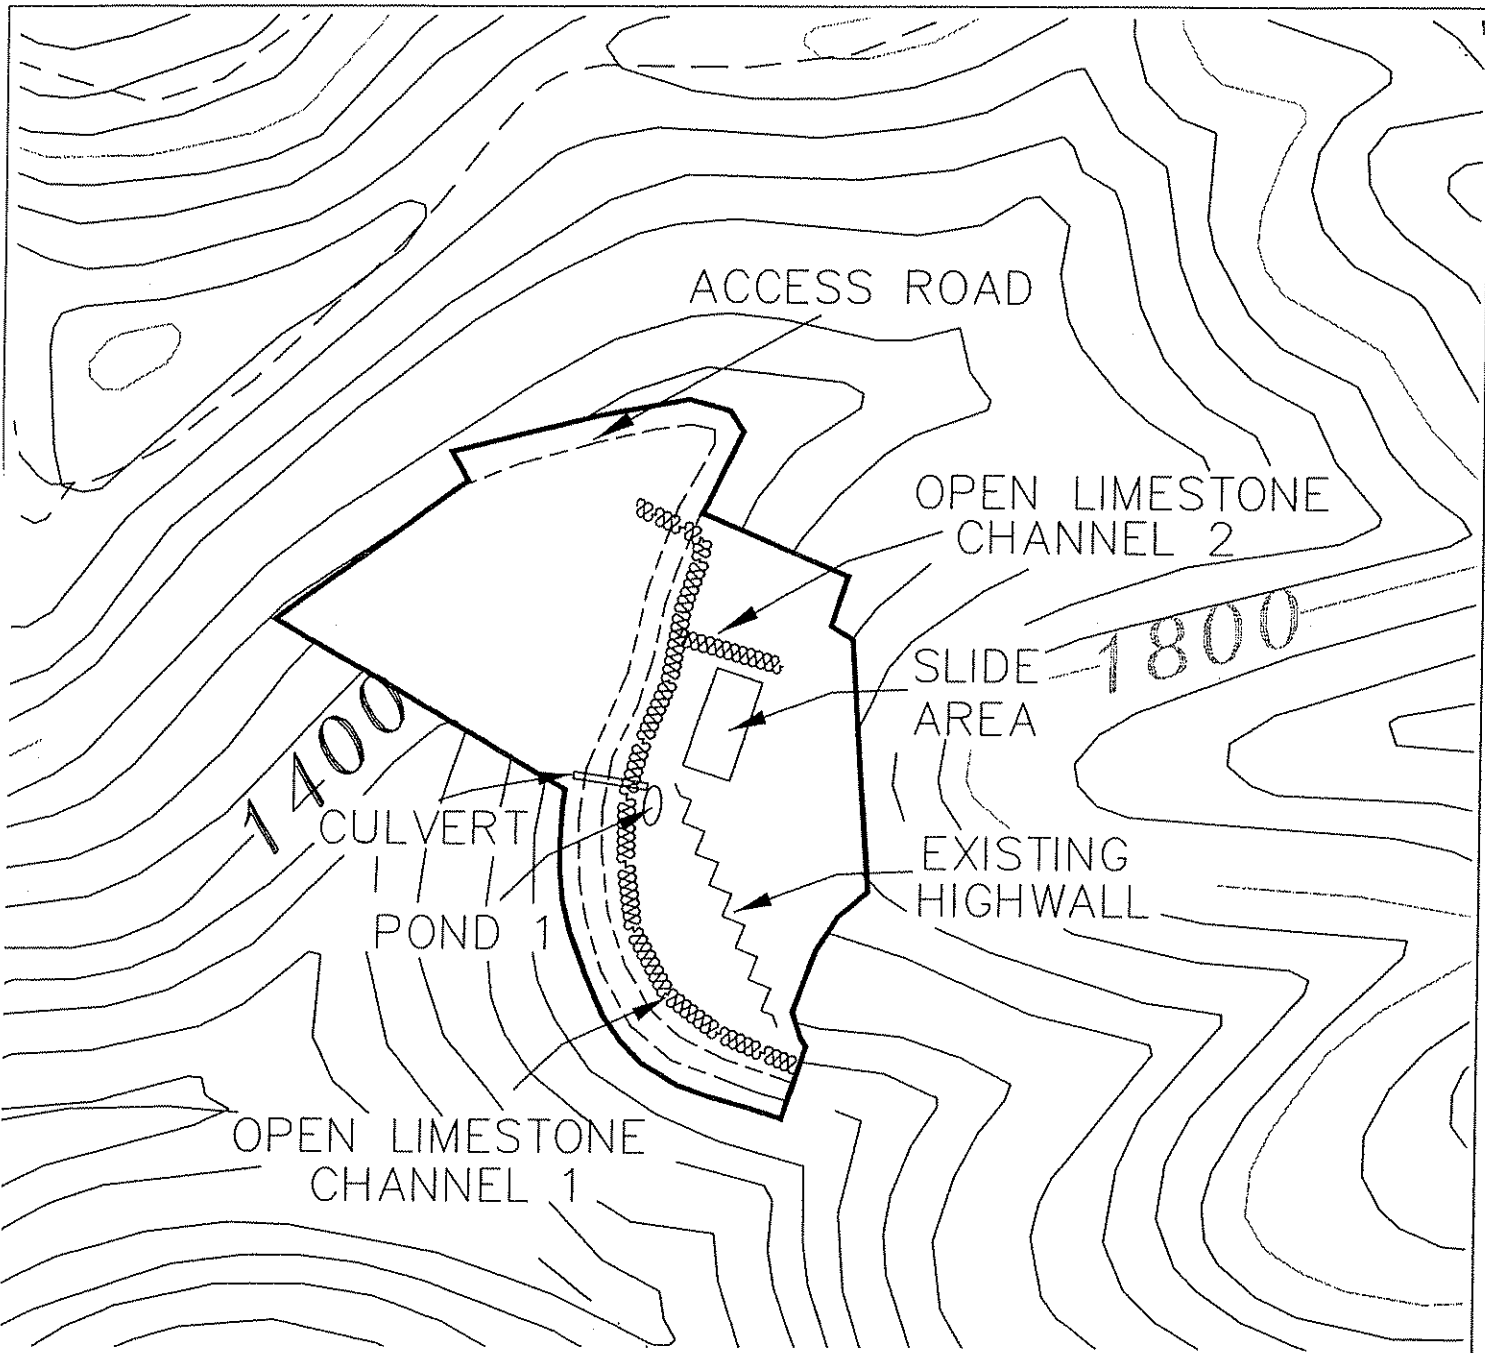 ACCESS ROAD
OPEN LIMESTONE
CHANNEL 2
1800
SLIDE
AREA
1400
CULVERT
EXISTING
HIGHWALL
POND 1
OPEN LIMESTONE
CHANNEL 1